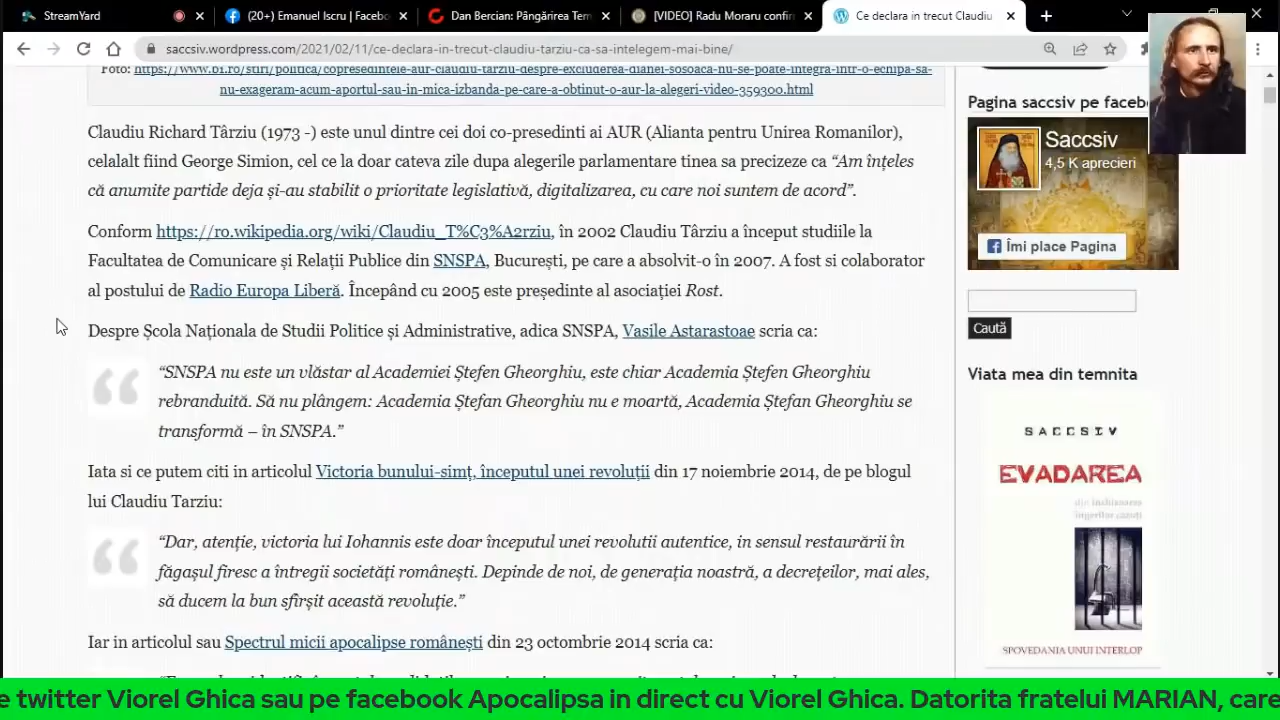 StreamYard
(20+) Emanuel Iscru | Facebo
Dan Bercian: Pângărirea Tem
[VIDEO] Radu Moraru confirm
Ce declara in trecut Claudiu
saccsiv.wordpress.com/2021/02/11/ce-declara-in-trecut-claudiu-tarziu-ca-sa-intelegem-mai-bine/
Foto: https://www.b1.ro/stiri/politica/copresedintele-aur-claudiu-tarziu-despre-excluderea-dianei-sosoaca-nu-se-poate-integra-intr-o-echipa-sa-
nu-exageram-acum-aportul-sau-in-mica-izbanda-pe-care-a-obtinut-o-aur-la-alegeri-video-359300.html
Claudiu Richard Târziu (1973 -) este unul dintre cei doi co-presedinti ai AUR (Alianta pentru Unirea Romanilor),
celalalt fiind George Simion, cel ce la doar cateva zile dupa alegerile parlamentare tinea sa precizeze ca “Am înțeles
că anumite partide deja și-au stabilit o prioritate legislativă, digitalizarea, cu care noi suntem de acord”.
Conform https://ro.wikipedia.org/wiki/Claudiu_T%C3%A2rziu, în 2002 Claudiu Târziu a început studiile la
Facultatea de Comunicare și Relații Publice din SNSPA, București, pe care a absolvit-o în 2007. A fost si colaborator
al postului de Radio Europa Liberă. Începând cu 2005 este președinte al asociației Rost.
Despre Școla Naționala de Studii Politice și Administrative, adica SNSPA, Vasile Astarastoae scria ca:
“SNSPA nu este un vlăstar al Academiei Ștefen Gheorghiu, este chiar Academia Ștefen Gheorghiu
rebranduită. Să nu plângem: Academia Ștefan Gheorghiu nu e moartă, Academia Ștefan Gheorghiu se
transformă – în SNSPA.”
Iata si ce putem citi in articolul Victoria bunului-simț, începutul unei revoluții din 17 noiembrie 2014, de pe blogul
lui Claudiu Tarziu:
“Dar, atenție, victoria lui Iohannis este doar începutul unei revolutii autentice, in sensul restaurării în
făgașul firesc a întregii societăți românești. Depinde de noi, de generația noastră, a decrețeilor, mai ales,
să ducem la bun sfîrșit această revoluție.”
Iar in articolul sau Spectrul micii apocalipse românești din 23 octombrie 2014 scria ca:
Pagina saccsiv pe faceb
Saccsiv
4,5 K aprecieri
Îmi place Pagina
Caută
Viata mea din temnita
SACCSIV
EVADAREA
din închisoarea
îngerilor căzuți
SPOVEDANIA UNUI INTERLOP
e twitter Viorel Ghica sau pe facebook Apocalipsa in direct cu Viorel Ghica. Datorita fratelui MARIAN, care